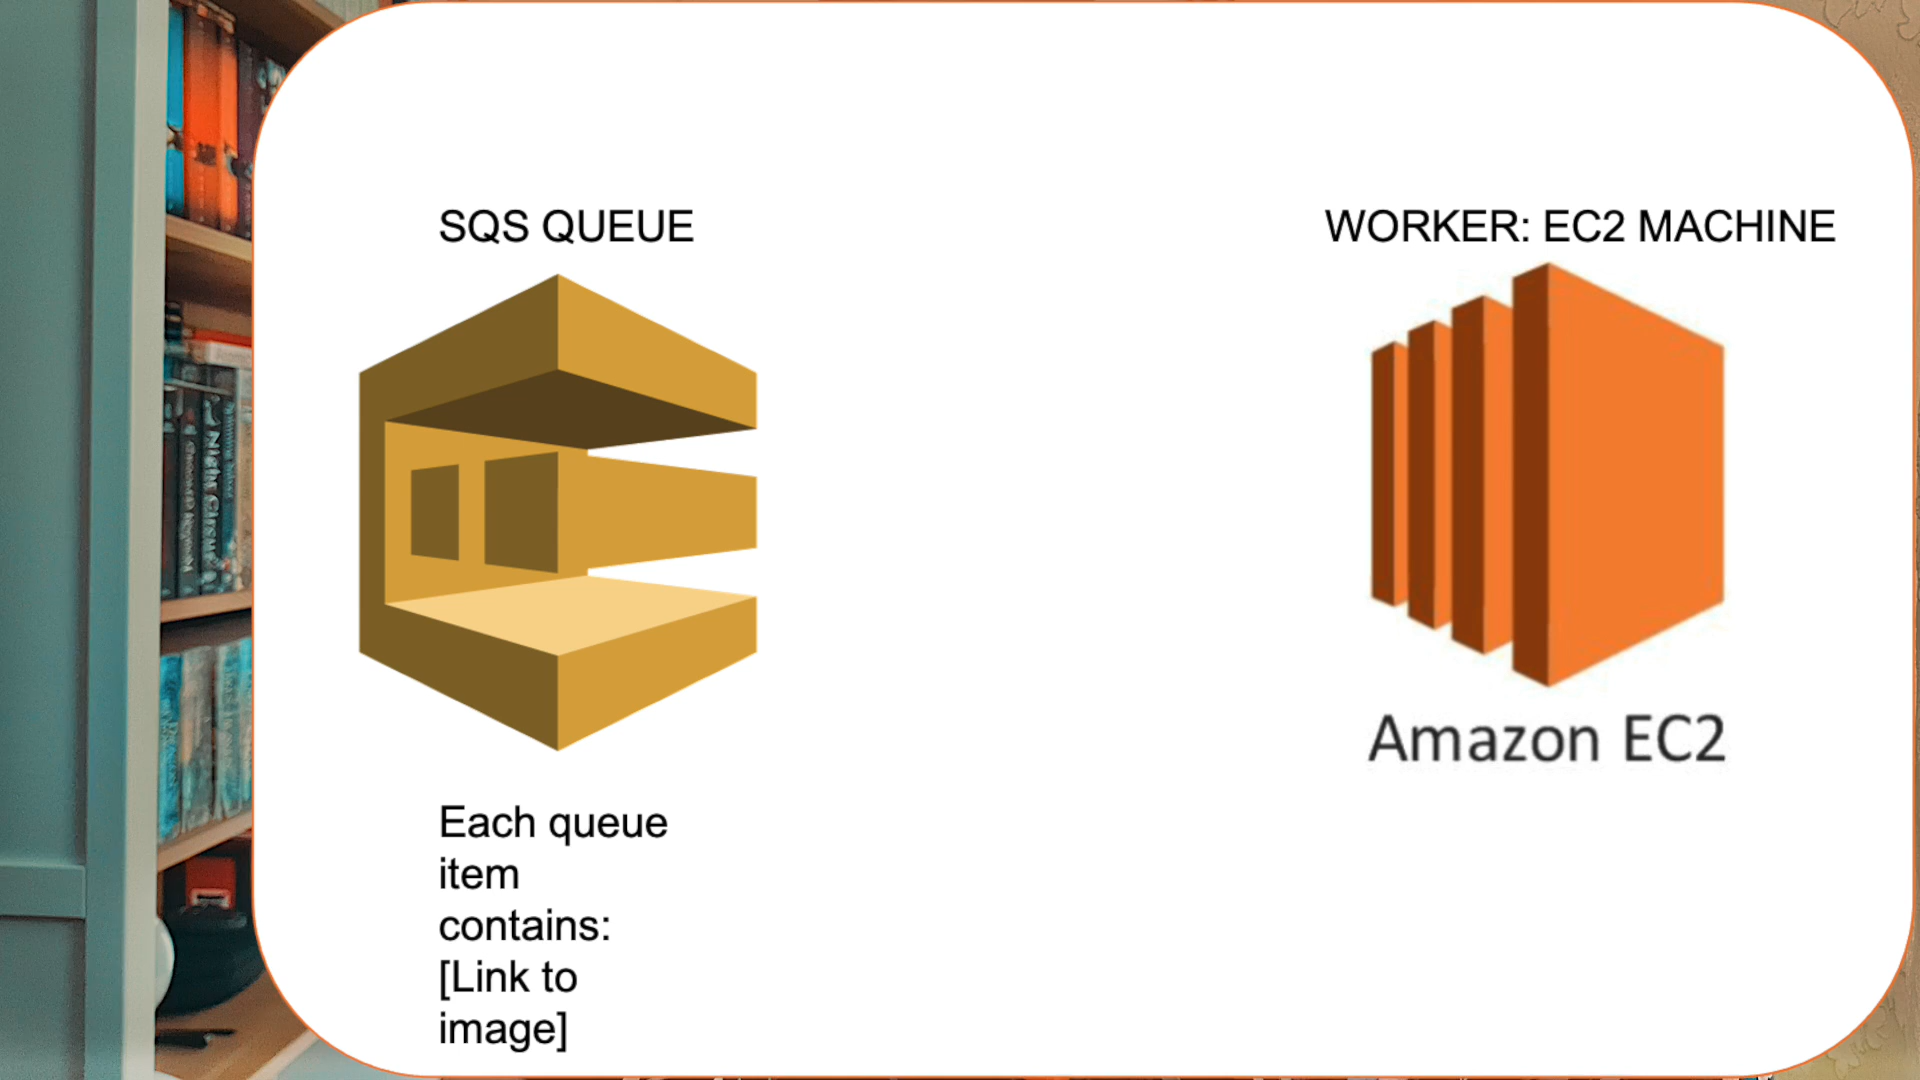 SQS QUEUE
WORKER: EC2 MACHINE
Amazon EC2
Each queue
item
contains:
[Link to
image]